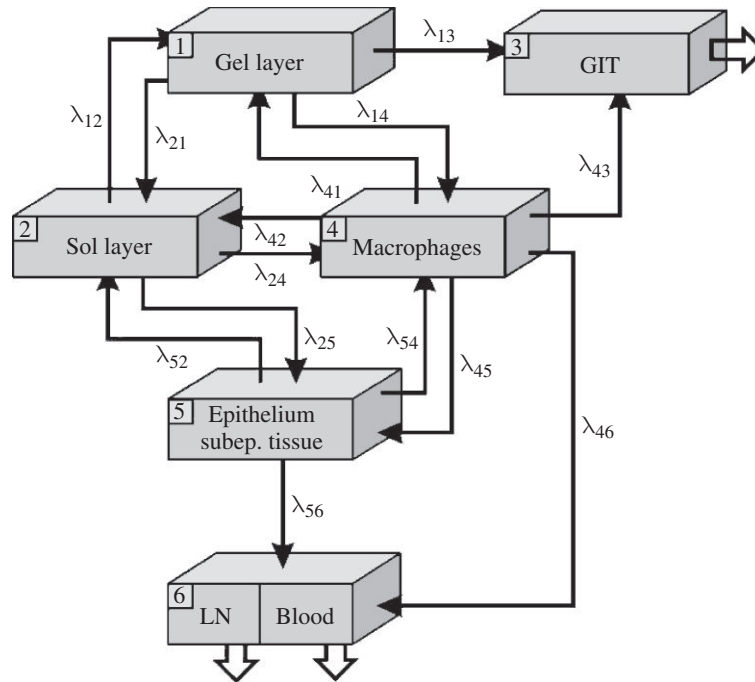 1
Gel layer
λ13
3
GIT
λ12
λ21
λ14
λ41
λ43
2
Sol layer
λ42
λ24
4
Macrophages
λ52
λ25
λ54
λ45
λ46
5
Epithelium
subep. tissue
λ56
6
LN
Blood